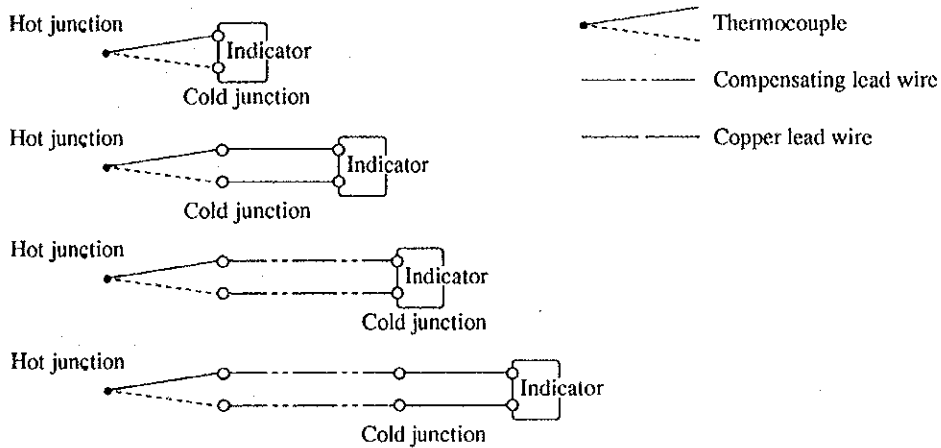 Hot junction
Indicator
Cold junction
Hot junction
Indicator
Cold junction
Hot junction
Indicator
Cold junction
Hot junction
Indicator
Cold junction
Thermocouple
Compensating lead wire
Copper lead wire